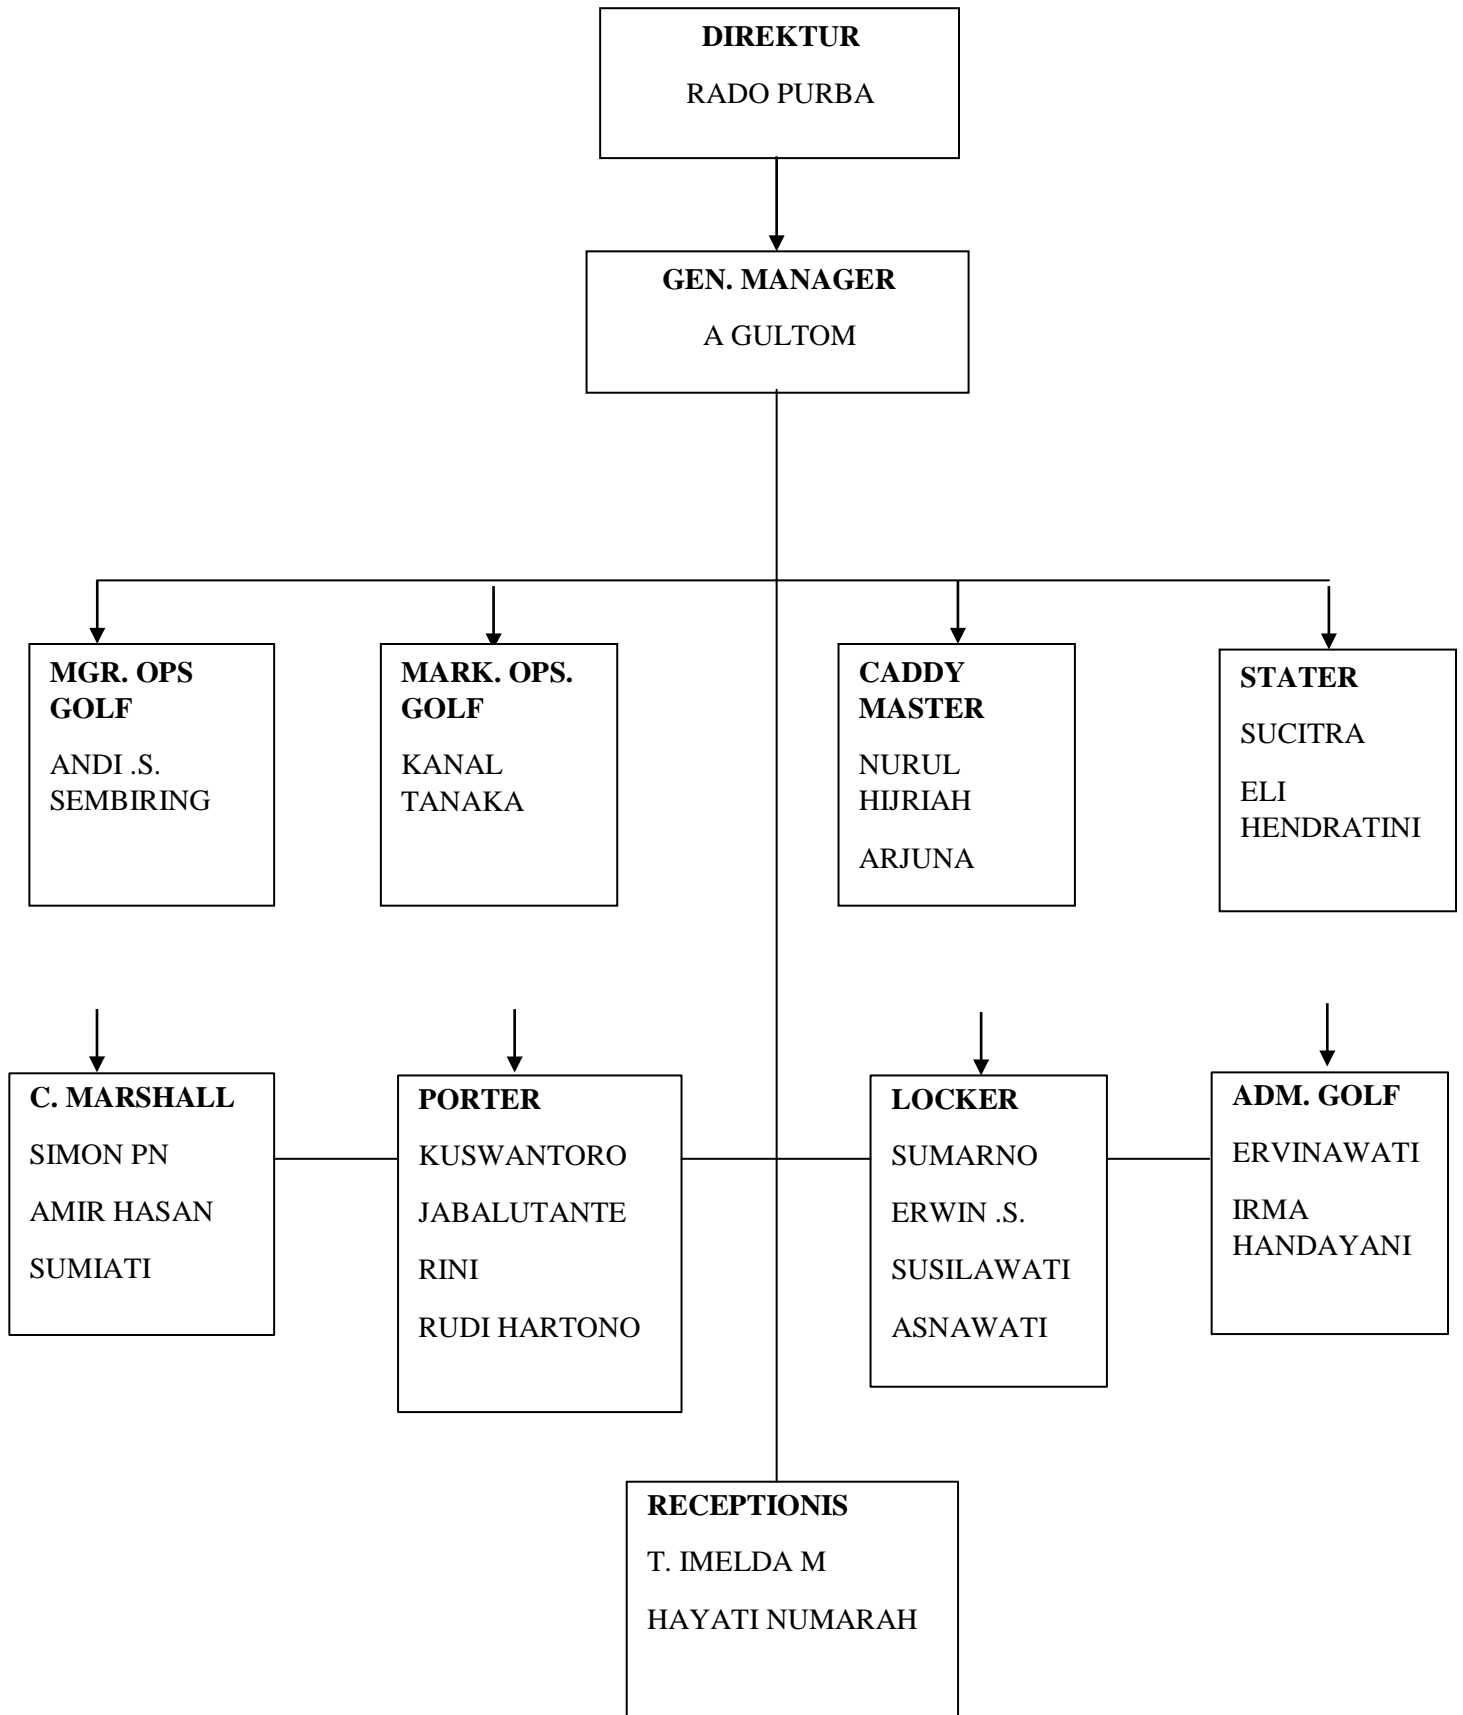 DIREKTUR
RADO PURBA
GEN. MANAGER
A GULTOM
MGR. OPS
GOLF
ANDI .S.
SEMBIRING
MARK. OPS.
GOLF
KANAL
TANAKA
CADDY
MASTER
NURUL
HIJRIAH
ARJUNA
STATER
SUCITRA
ELI
HENDRATINI
C. MARSHALL
SIMON PN
AMIR HASAN
SUMIATI
PORTER
KUSWANTORO
JABALUTANTE
RINI
RUDI HARTONO
LOCKER
SUMARNO
ERWIN .S.
SUSILAWATI
ASNAWATI
ADM. GOLF
ERVINAWATI
IRMA
HANDAYANI
RECEPTIONIS
T. IMELDA M
HAYATI NUMARAH